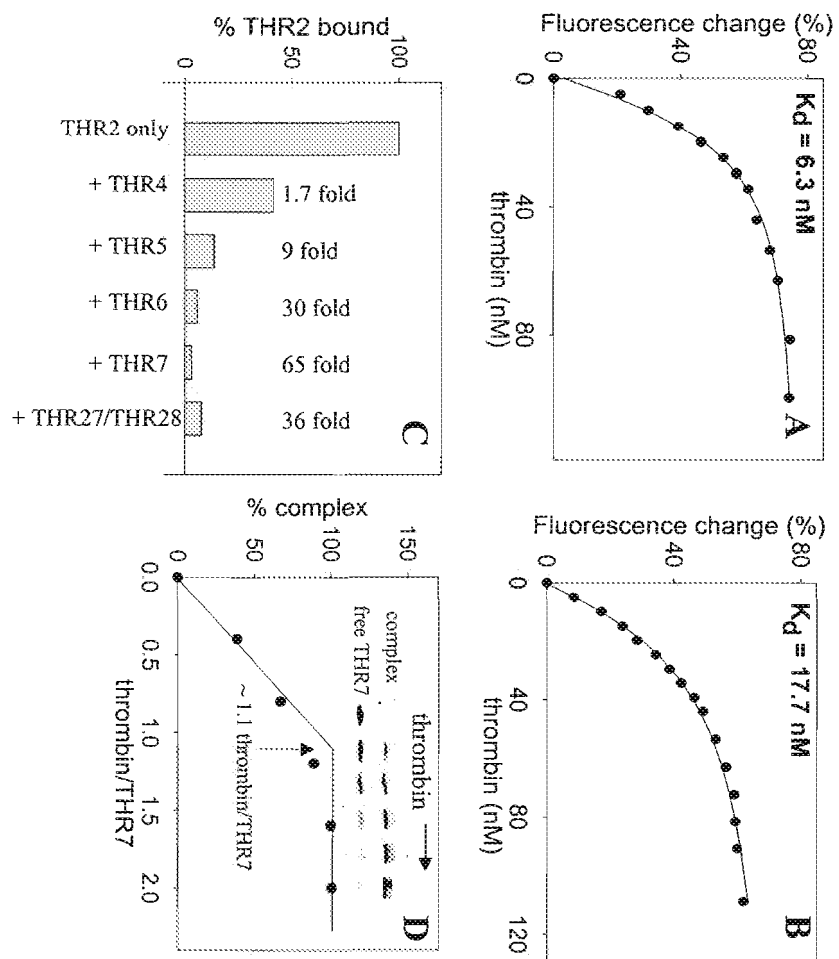 Fluorescence change (%)
80
40
0
K_d = 6.3 nM
A
0
40
80
thrombin (nM)
Fluorescence change (%)
80
40
0
K_d = 17.7 nM
B
0
40
80
120
thrombin (nM)
% THR2 bound
100
50
0
C
1.7 fold
9 fold
30 fold
65 fold
36 fold
THR2 only
+ THR4
+ THR5
+ THR6
+ THR7
+ THR27/THR28
% complex
150
100
50
0
thrombin
D
complex
free THR7
~ 1.1 thrombin/THR7
0.0
0.5
1.0
1.5
2.0
thrombin/THR7